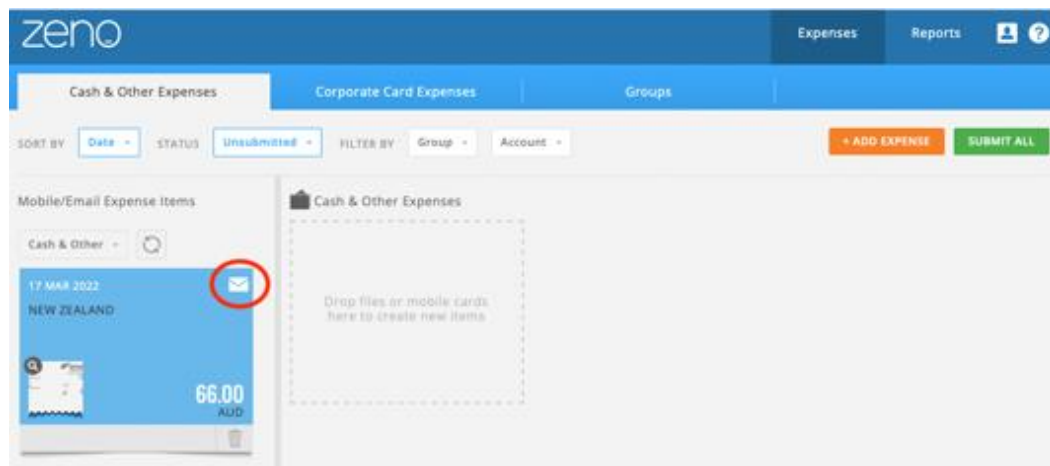 zeno
Expenses Reports
Cash & Other Expenses Corporate Card Expenses Groups
SORT BY Date STATUS Unsubmitted FILTER BY Group Account + ADD EXPENSE SUBMIT ALL
Mobile/Email Expense Items
Cash & Other
17 MAR 2022
NEW ZEALAND
66.00
AUD
Cash & Other Expenses
Drop files or mobile cards
here to create new items